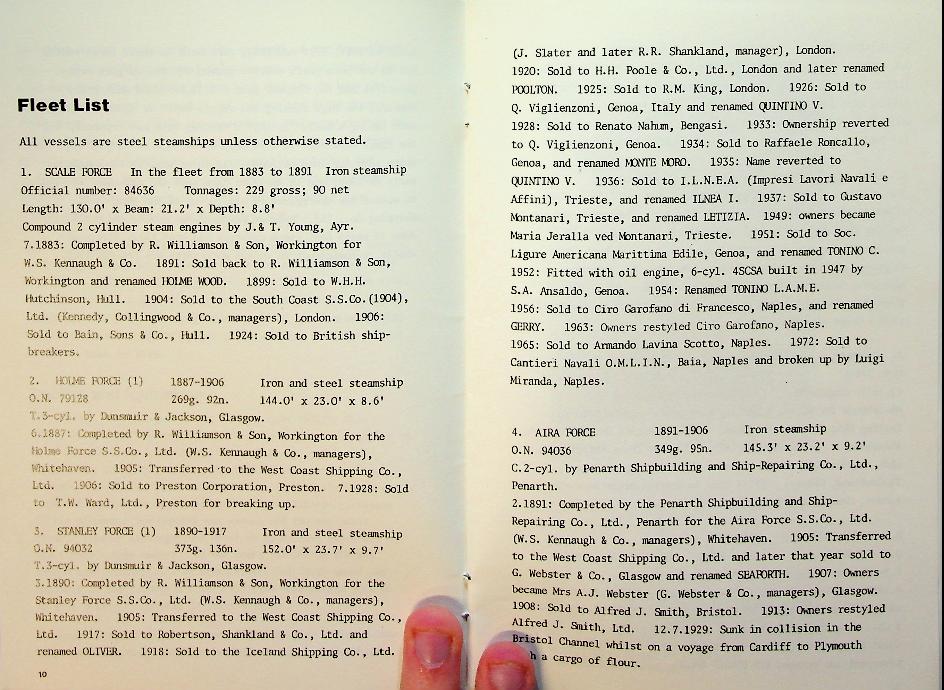 Fleet List
All vessels are steel steamships unless otherwise stated.
1. SCALE FORCE In the fleet from 1883 to 1891 Iron steamship
Official number: 84636 Tonnages: 229 gross; 90 net
Length: 130.0' x Beam: 21.2' x Depth: 8.8'
Compound 2 cylinder steam engines by J.& T. Young, Ayr.
7.1883: Completed by R. Williamson & Son, Workington for
W.S. Kennaugh & Co. 1891: Sold back to R. Williamson & Son,
Workington and renamed HOLME WOOD. 1899: Sold to W.H.H.
Hutchinson, Hull. 1904: Sold to the South Coast S.S.Co.(1904),
Ltd. (Kennedy, Collingwood & Co., managers), London. 1906:
Sold to Bain, Sons & Co., Hull. 1924: Sold to British ship-
breakers.
2. HOLME FORCE (1) 1887-1906 Iron and steel steamship
O.N. 79128 269g. 92n. 144.0' x 23.0' x 8.6'
T.3-cyl. by Dunsmuir & Jackson, Glasgow.
6.1887: Completed by R. Williamson & Son, Workington for the
Holme Force S.S.Co., Ltd. (W.S. Kennaugh & Co., managers),
Whitehaven. 1905: Transferred to the West Coast Shipping Co.,
Ltd. 1906: Sold to Preston Corporation, Preston. 7.1928: Sold
to T.W. Ward, Ltd., Preston for breaking up.
3. STANLEY FORCE (1) 1890-1917 Iron and steel steamship
O.N. 94032 373g. 136n. 152.0' x 23.7' x 9.7'
T.3-cyl. by Dunsmuir & Jackson, Glasgow.
3.1890: Completed by R. Williamson & Son, Workington for the
Stanley Force S.S.Co., Ltd. (W.S. Kennaugh & Co., managers),
Whitehaven. 1905: Transferred to the West Coast Shipping Co.,
Ltd. 1917: Sold to Robertson, Shankland & Co., Ltd. and
renamed OLIVER. 1918: Sold to the Iceland Shipping Co., Ltd.
10
(J. Slater and later R.R. Shankland, manager), London.
1920: Sold to H.H. Poole & Co., Ltd., London and later renamed
POOLTON. 1925: Sold to R.M. King, London. 1926: Sold to
Q. Viglienzoni, Genoa, Italy and renamed QUINTINO V.
1928: Sold to Renato Nahum, Bengasi. 1933: Ownership reverted
to Q. Viglienzoni, Genoa. 1934: Sold to Raffaele Roncallo,
Genoa, and renamed MONTE MORO. 1935: Name reverted to
QUINTINO V. 1936: Sold to I.L.N.E.A. (Impresi Lavori Navali e
Affini), Trieste, and renamed ILNEA I. 1937: Sold to Gustavo
Montanari, Trieste, and renamed LETIZIA. 1949: owners became
Maria Jeralla ved Montanari, Trieste. 1951: Sold to Soc.
Ligure Americana Marittima Edile, Genoa, and renamed TONINO C.
1952: Fitted with oil engine, 6-cyl. 4SCSA built in 1947 by
S.A. Ansaldo, Genoa. 1954: Renamed TONINO L.A.M.E.
1956: Sold to Ciro Garofano di Francesco, Naples, and renamed
GERRY. 1963: Owners restyled Ciro Garofano, Naples.
1965: Sold to Armando Lavina Scotto, Naples. 1972: Sold to
Cantieri Navali O.M.L.I.N., Baia, Naples and broken up by Luigi
Miranda, Naples.
4. AIRA FORCE 1891-1906 Iron steamship
O.N. 94036 349g. 95n. 145.3' x 23.2' x 9.2'
C.2-cyl. by Penarth Shipbuilding and Ship-Repairing Co., Ltd.,
Penarth.
2.1891: Completed by the Penarth Shipbuilding and Ship-
Repairing Co., Ltd., Penarth for the Aira Force S.S.Co., Ltd.
(W.S. Kennaugh & Co., managers), Whitehaven. 1905: Transferred
to the West Coast Shipping Co., Ltd. and later that year sold to
G. Webster & Co., Glasgow and renamed SEAFORTH. 1907: Owners
became Mrs A.J. Webster (G. Webster & Co., managers), Glasgow.
1908: Sold to Alfred J. Smith, Bristol. 1913: Owners restyled
Alfred J. Smith, Ltd. 12.7.1929: Sunk in collision in the
Bristol Channel whilst on a voyage from Cardiff to Plymouth
a cargo of flour.